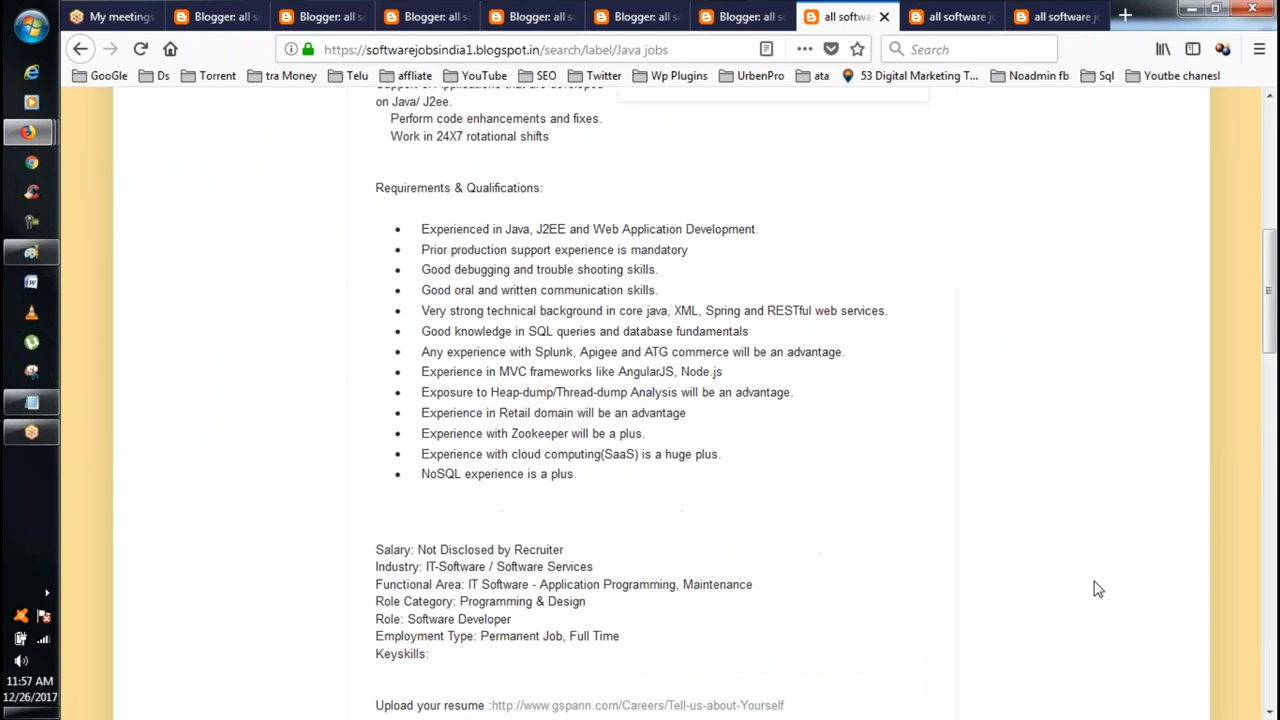 My meetings
Blogger: all s
Blogger: all s
Blogger: all s
Blogger: all s
Blogger: all s
Blogger: all s
all softwa
all software j
all software j
https://softwarejobsindia1.blogspot.in/search/label/Java jobs
Search
GooGle
Ds
Torrent
tra Money
Telu
affliate
YouTube
SEO
Twitter
Wp Plugins
UrbenPro
ata
53 Digital Marketing T...
Noadmin fb
Sql
Youtbe chanesl
Support of Applications that are developed
on Java/ J2ee.
Perform code enhancements and fixes.
Work in 24X7 rotational shifts
Requirements & Qualifications:
• Experienced in Java, J2EE and Web Application Development.
• Prior production support experience is mandatory
• Good debugging and trouble shooting skills.
• Good oral and written communication skills.
• Very strong technical background in core java, XML, Spring and RESTful web services.
• Good knowledge in SQL queries and database fundamentals
• Any experience with Splunk, Apigee and ATG commerce will be an advantage.
• Experience in MVC frameworks like AngularJS, Node.js
• Exposure to Heap-dump/Thread-dump Analysis will be an advantage.
• Experience in Retail domain will be an advantage
• Experience with Zookeeper will be a plus.
• Experience with cloud computing(SaaS) is a huge plus.
• NoSQL experience is a plus.
Salary: Not Disclosed by Recruiter
Industry: IT-Software / Software Services
Functional Area: IT Software - Application Programming, Maintenance
Role Category: Programming & Design
Role: Software Developer
Employment Type: Permanent Job, Full Time
Keyskills:
Upload your resume :http://www.gspann.com/Careers/Tell-us-about-Yourself
11:57 AM
12/26/2017